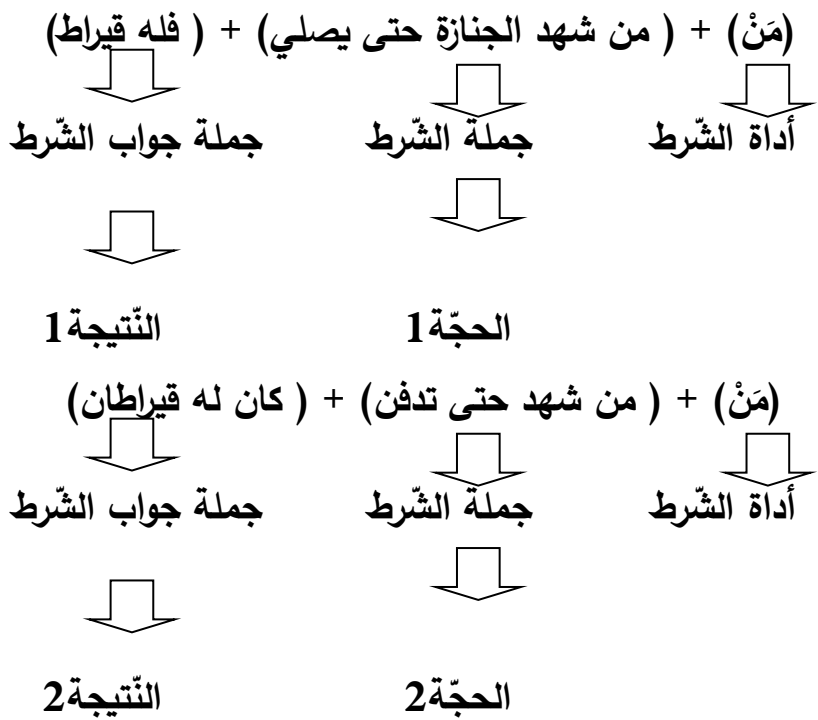 (مَنْ) + ( من شهد الجنازة حتى يصلي) + ( فله قيراط)
أداة الشّرط جملة الشّرط جملة جواب الشّرط
الحجّة1 النّتيجة1
(مَنْ) + ( من شهد حتى تدفن) + ( كان له قيراطان)
أداة الشّرط جملة الشّرط جملة جواب الشّرط
الحجّة2 النّتيجة2